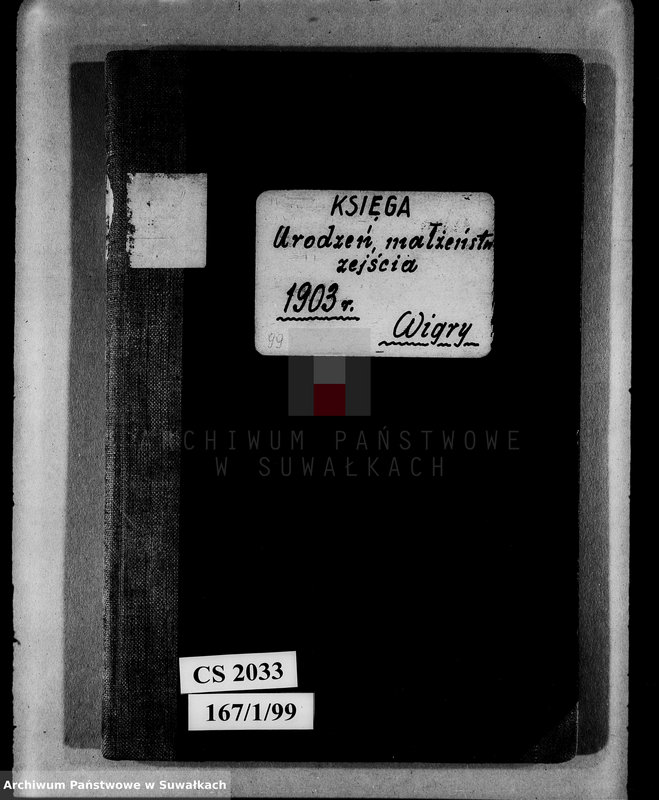 KSIĘGA
Urodzeń, małżeństw
zejścia
1903 r.
Wigry
99
ARCHIWUM PAŃSTWOWE
W SUWAŁKACH
CS 2033
167/1/99
Archiwum Państwowe w Suwałkach